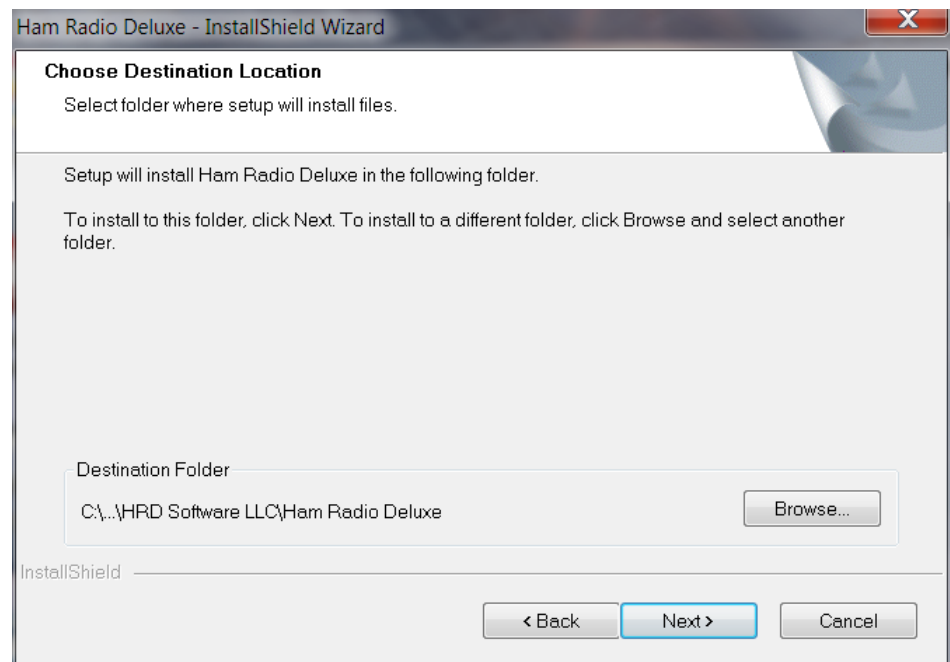 Ham Radio Deluxe - InstallShield Wizard
X
Choose Destination Location
Select folder where setup will install files.
Setup will install Ham Radio Deluxe in the following folder.
To install to this folder, click Next. To install to a different folder, click Browse and select another
folder.
Destination Folder
C:\...\HRD Software LLC\Ham Radio Deluxe
Browse...
InstallShield
< Back
Next >
Cancel